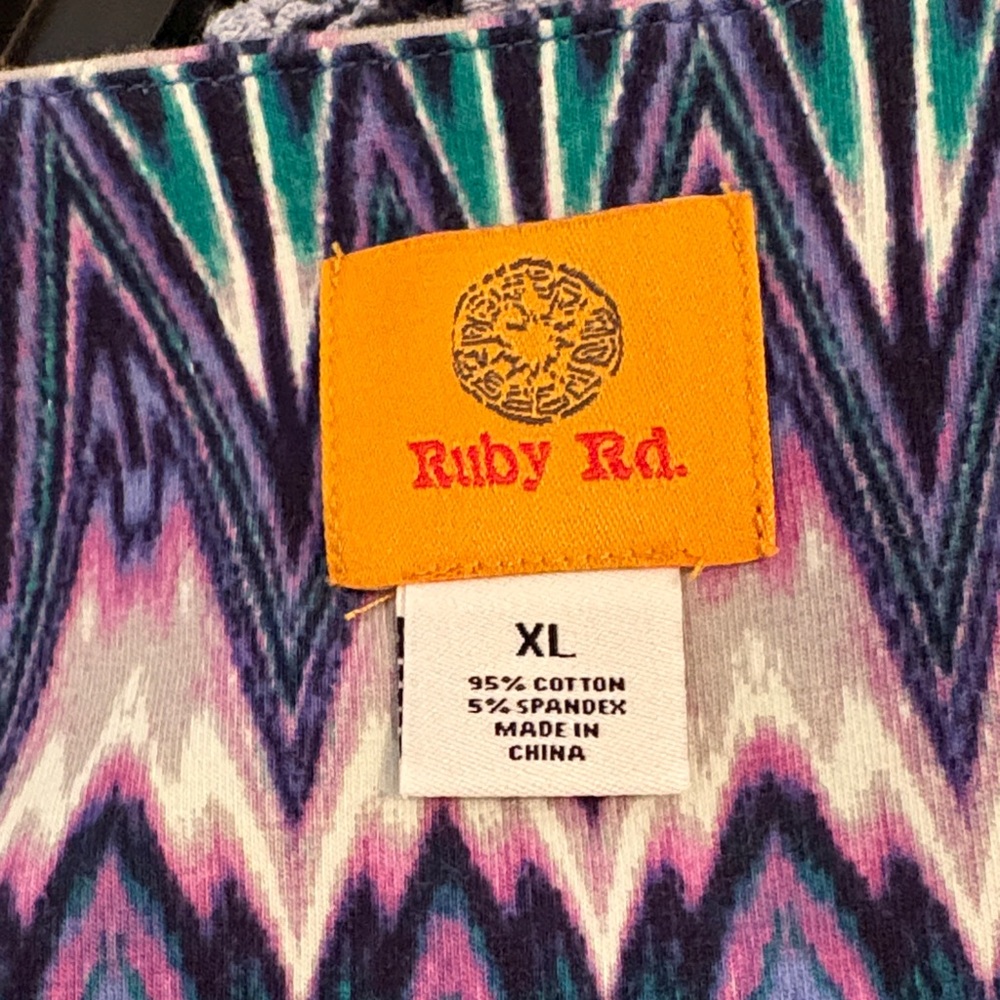 Ruby Rd.
XL
95% COTTON
5% SPANDEX
MADE IN
CHINA